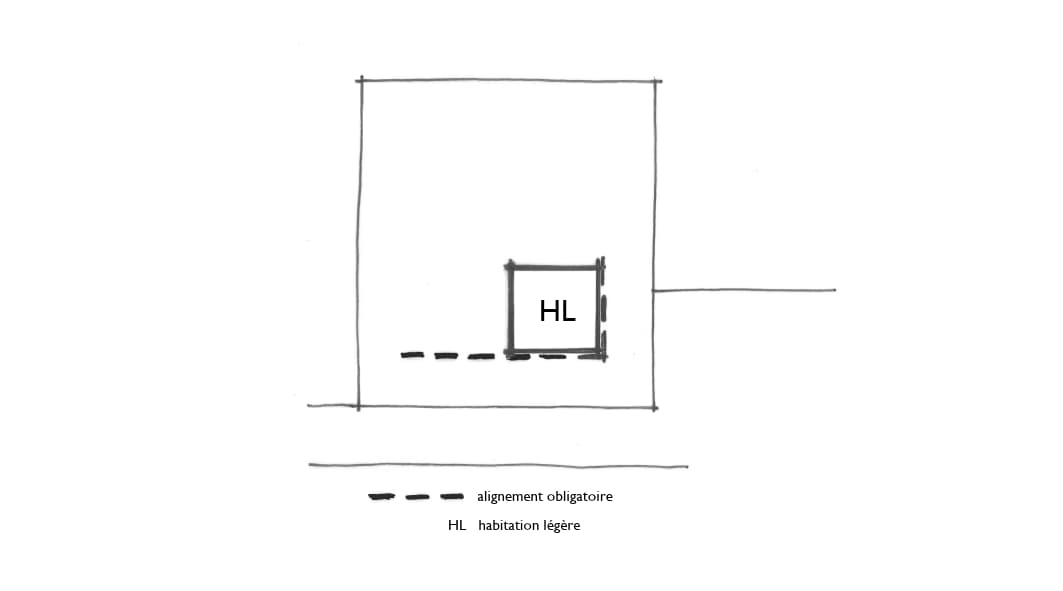 HL
alignement obligatoire
HL habitation légère